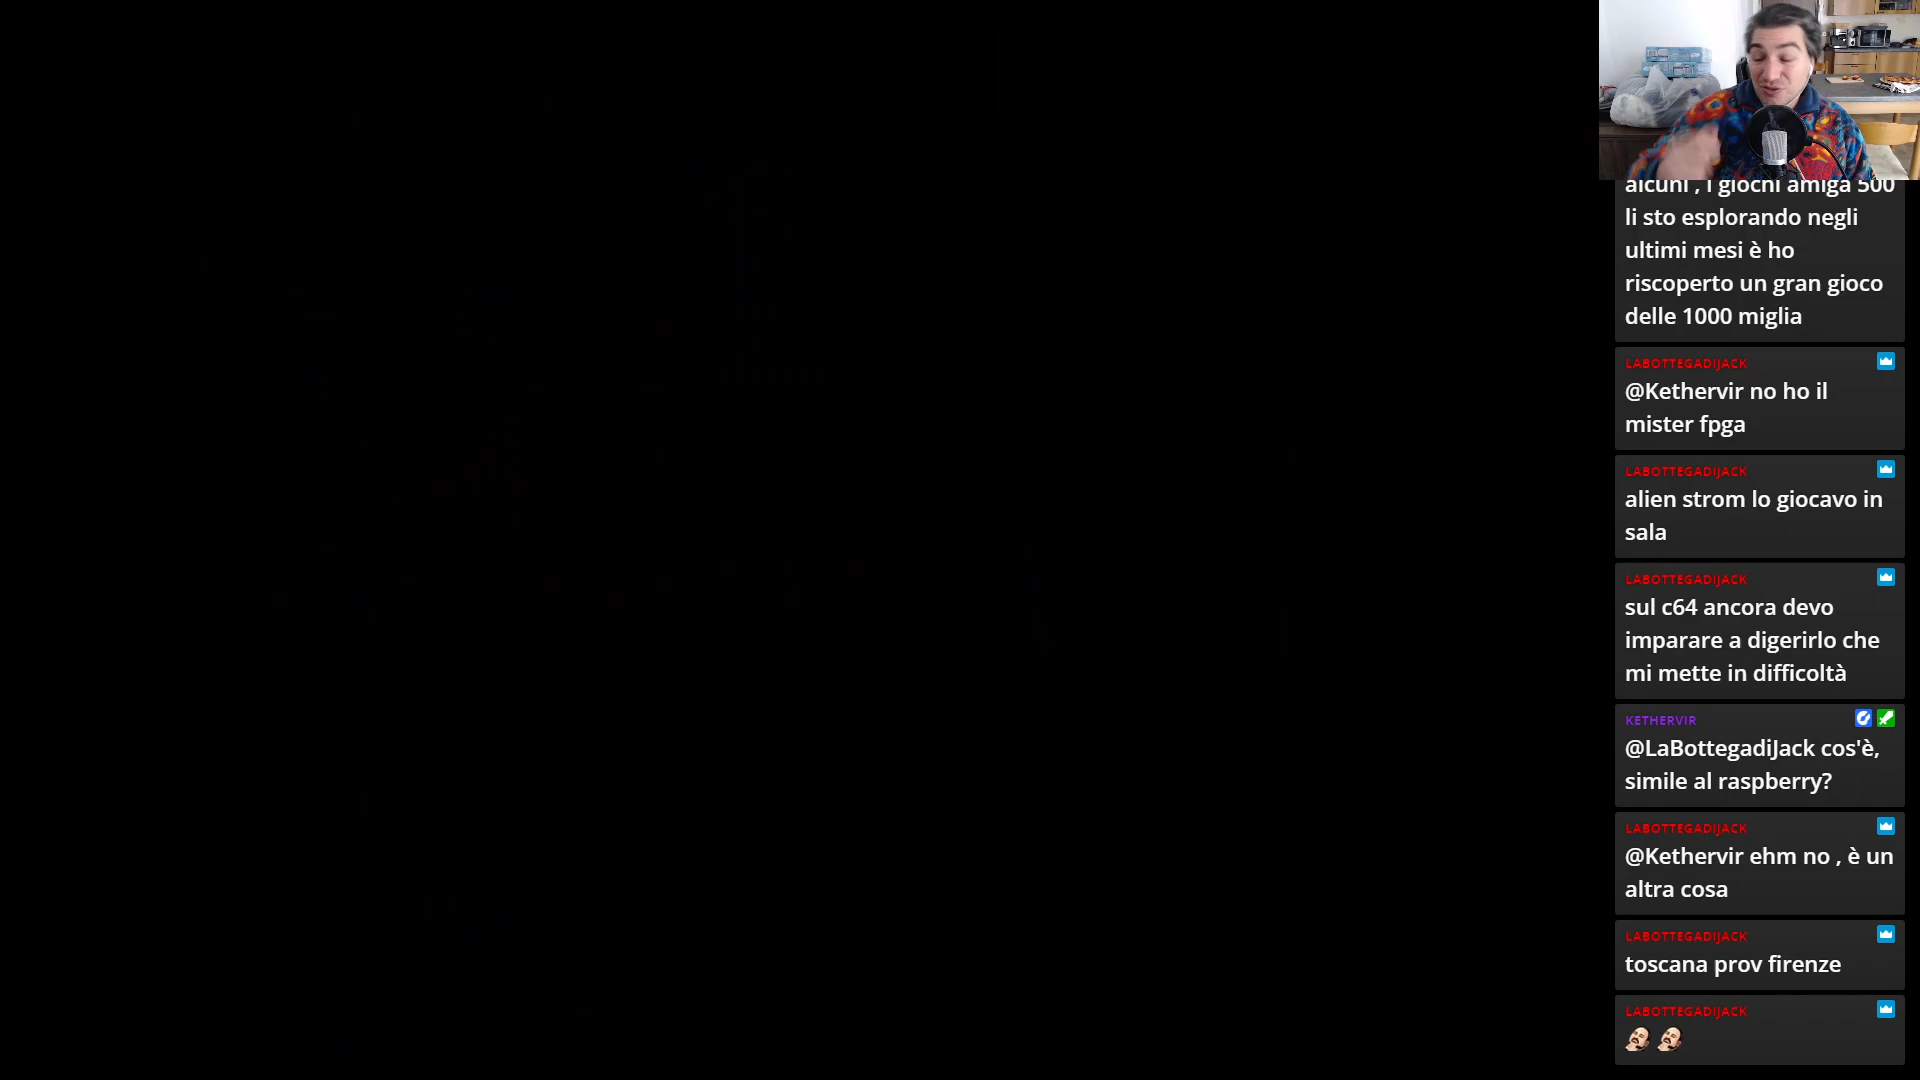 alcuni , i giochi amiga 500
li sto esplorando negli
ultimi mesi è ho
riscoperto un gran gioco
delle 1000 miglia
LABOTTEGADIJACK
@Kethervir no ho il
mister fpga
LABOTTEGADIJACK
alien strom lo giocavo in
sala
LABOTTEGADIJACK
sul c64 ancora devo
imparare a digerirlo che
mi mette in difficoltà
KETHERVIR
@LaBottegadiJack cos'è,
simile al raspberry?
LABOTTEGADIJACK
@Kethervir ehm no , è un
altra cosa
LABOTTEGADIJACK
toscana prov firenze
LABOTTEGADIJACK